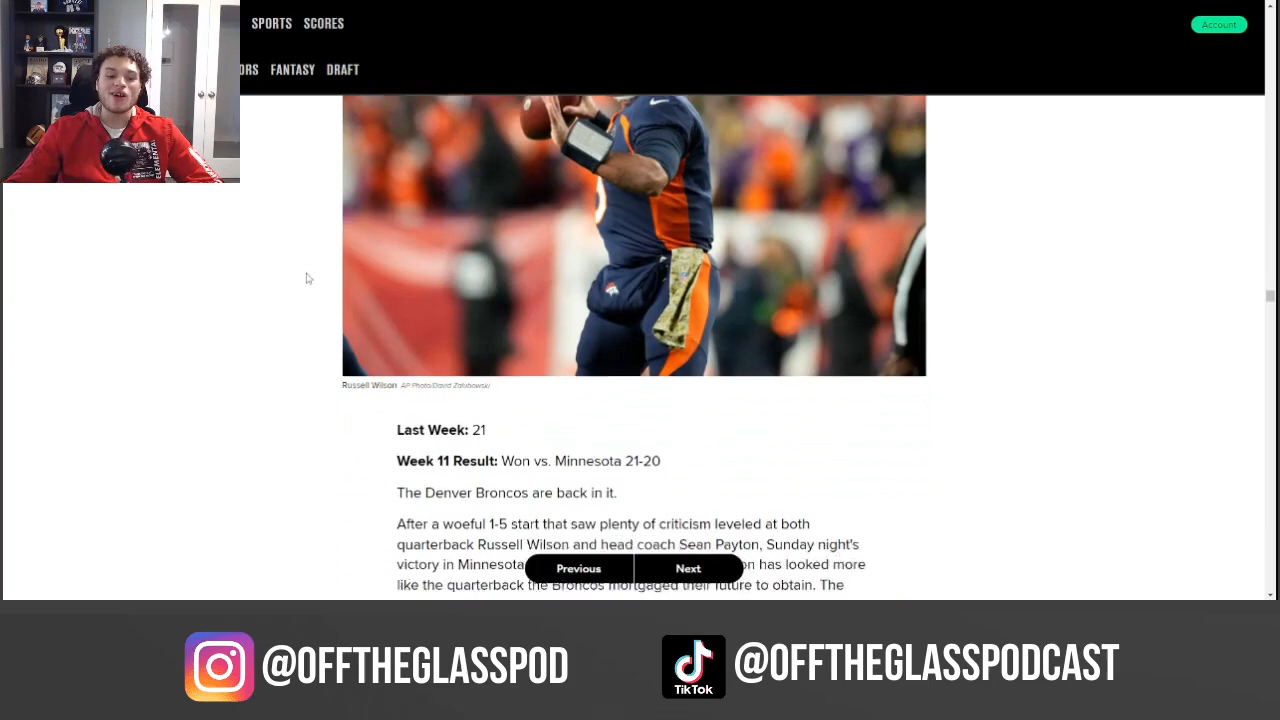 SPORTS SCORES
Account
ORS FANTASY DRAFT
ELEMENTA
Russell Wilson AP Photo/David Zalubowski
Last Week: 21
Week 11 Result: Won vs. Minnesota 21-20
The Denver Broncos are back in it.
After a woeful 1-5 start that saw plenty of criticism leveled at both
quarterback Russell Wilson and head coach Sean Payton, Sunday night's
victory in Minnesota on has looked more
like the quarterback the Broncos mortgaged their future to obtain. The
Previous Next
@OFFTHEGLASSPOD
TikTok
@OFFTHEGLASSPODCAST